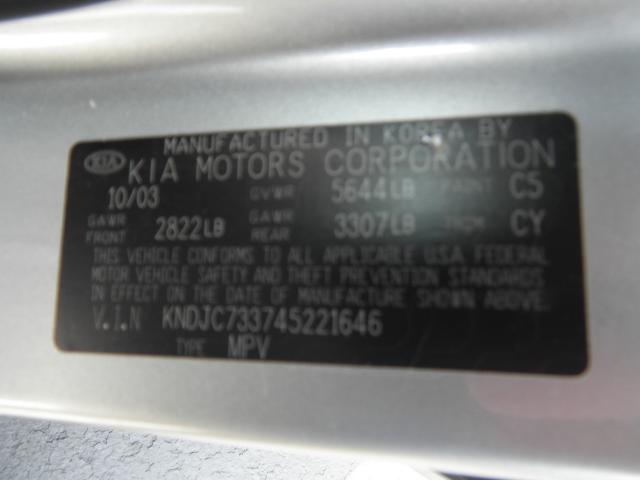 MANUFACTURED IN KOREA BY
KIA KIA MOTORS CORPORATION
10/03 GVWR 5644LB PAINT C5
GAWR FRONT 2822LB GAWR REAR 3307LB TRIM CY
THIS VEHICLE CONFORMS TO ALL APPLICABLE U.S.A. FEDERAL
MOTOR VEHICLE SAFETY AND THEFT PREVENTION STANDARDS
IN EFFECT ON THE DATE OF MANUFACTURE SHOWN ABOVE.
V.I.N KNDJC733745221646
TYPE MPV